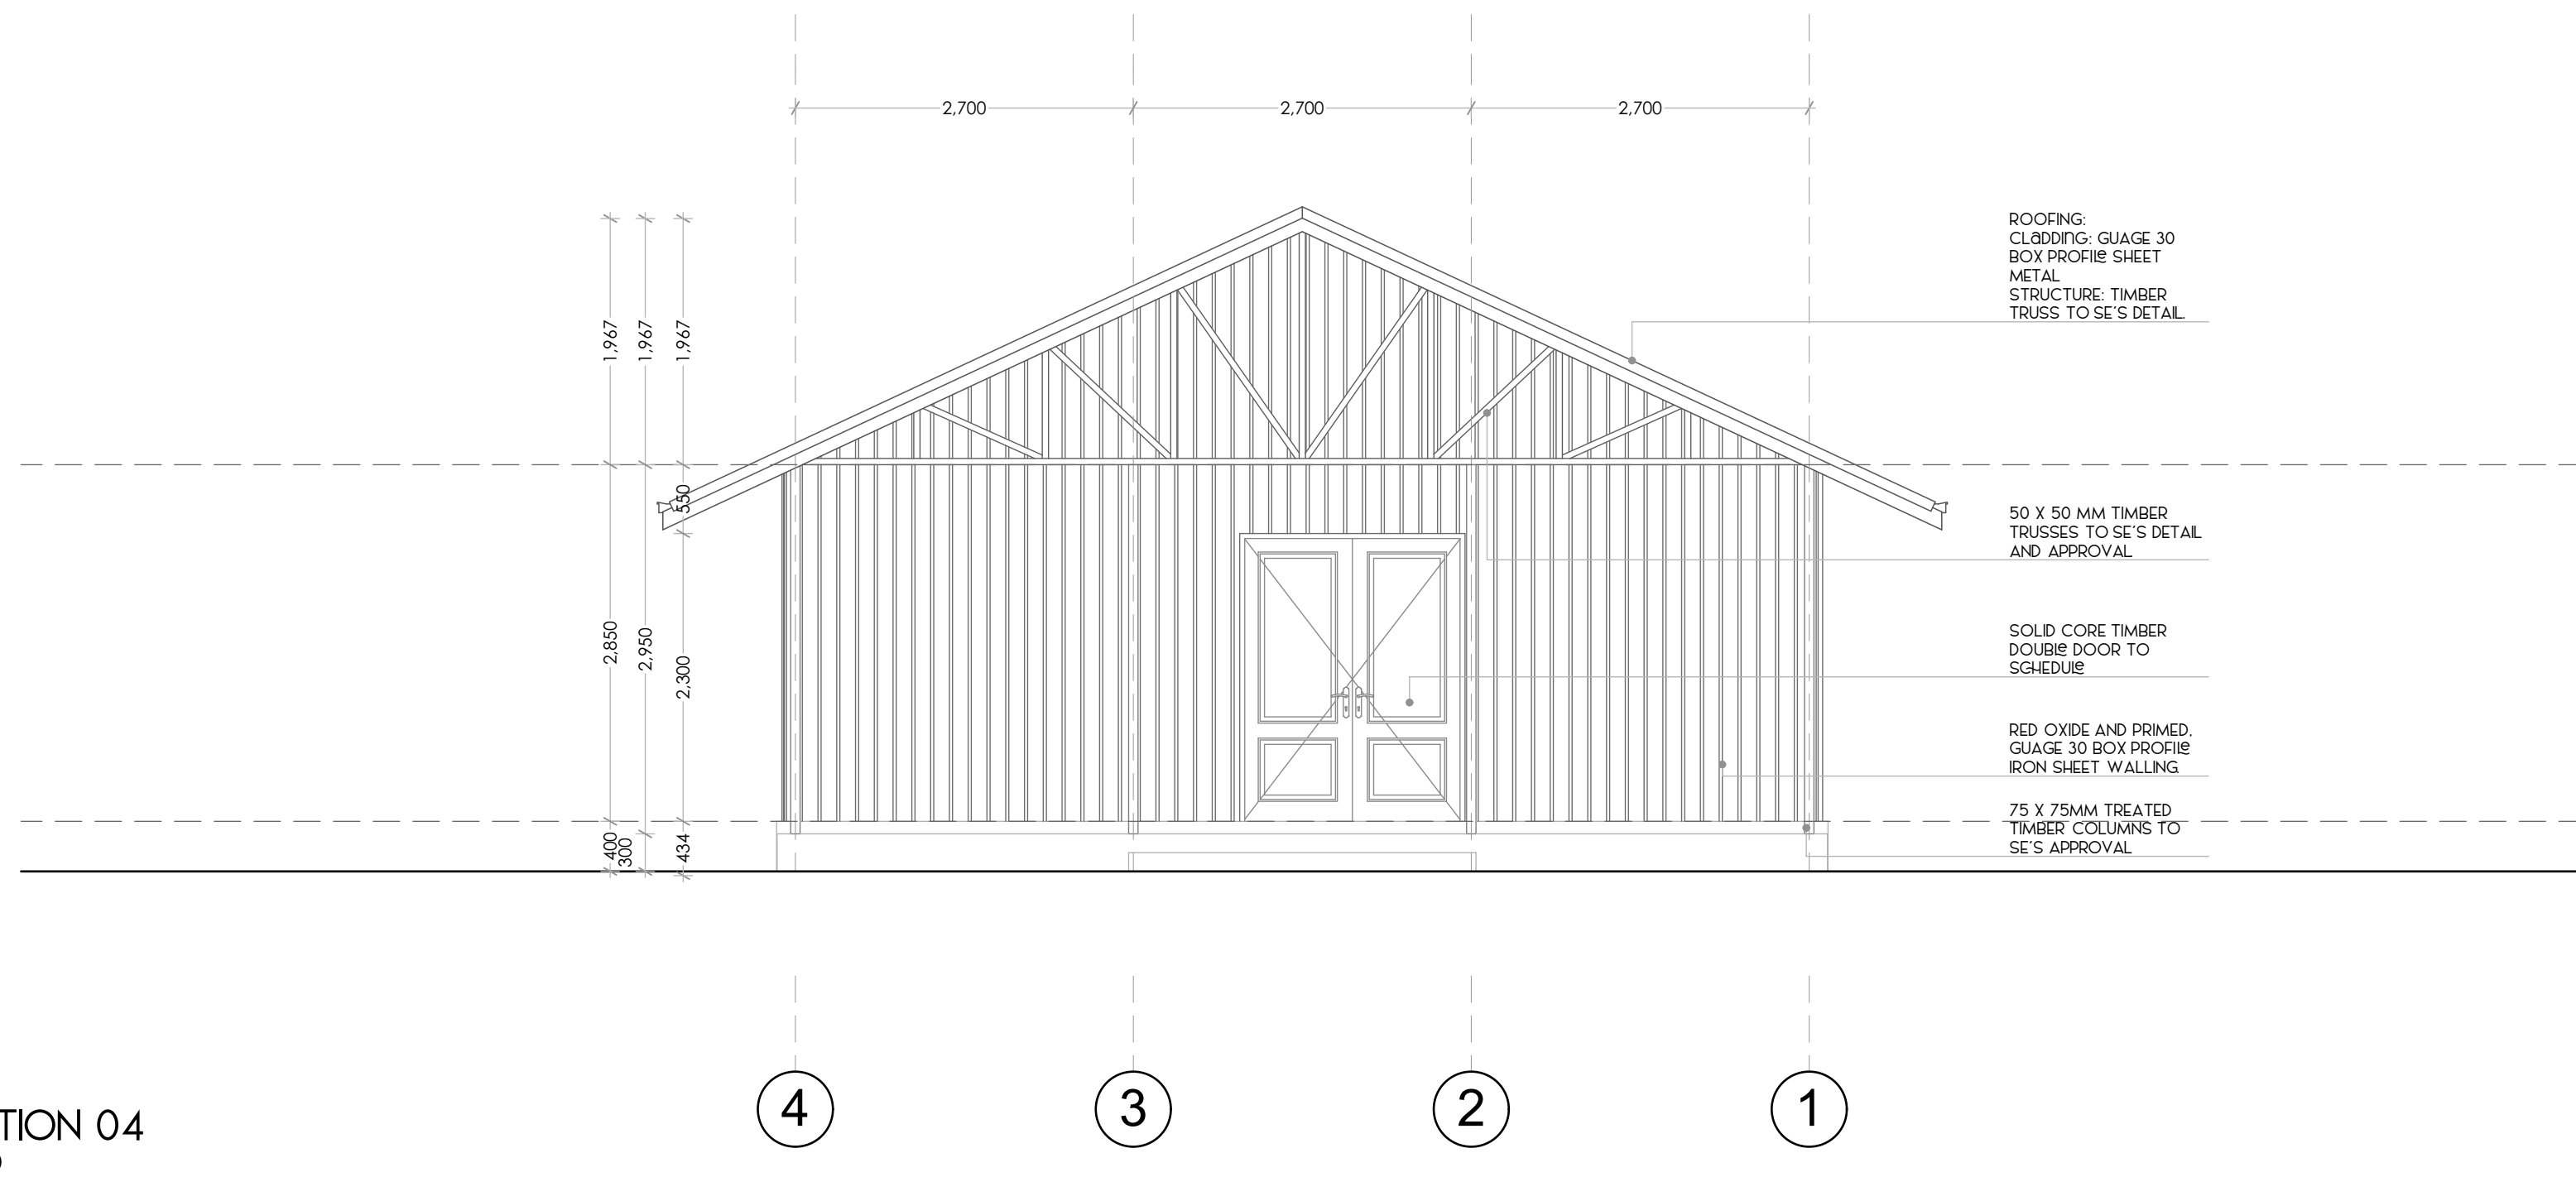 2,700 2,700 2,700
1,967 1,967 1,967
ROOFING:
CLADDING: GUAGE 30
BOX PROFILE SHEET
METAL
STRUCTURE: TIMBER
TRUSS TO SE'S DETAIL.
550
50 X 50 MM TIMBER
TRUSSES TO SE'S DETAIL
AND APPROVAL
2,850 2,950 2,300
SOLID CORE TIMBER
DOUBLE DOOR TO
SCHEDULE
RED OXIDE AND PRIMED,
GUAGE 30 BOX PROFILE
IRON SHEET WALLING
400 300 434
75 X 75MM TREATED
TIMBER COLUMNS TO
SE'S APPROVAL
4 3 2 1
TION 04